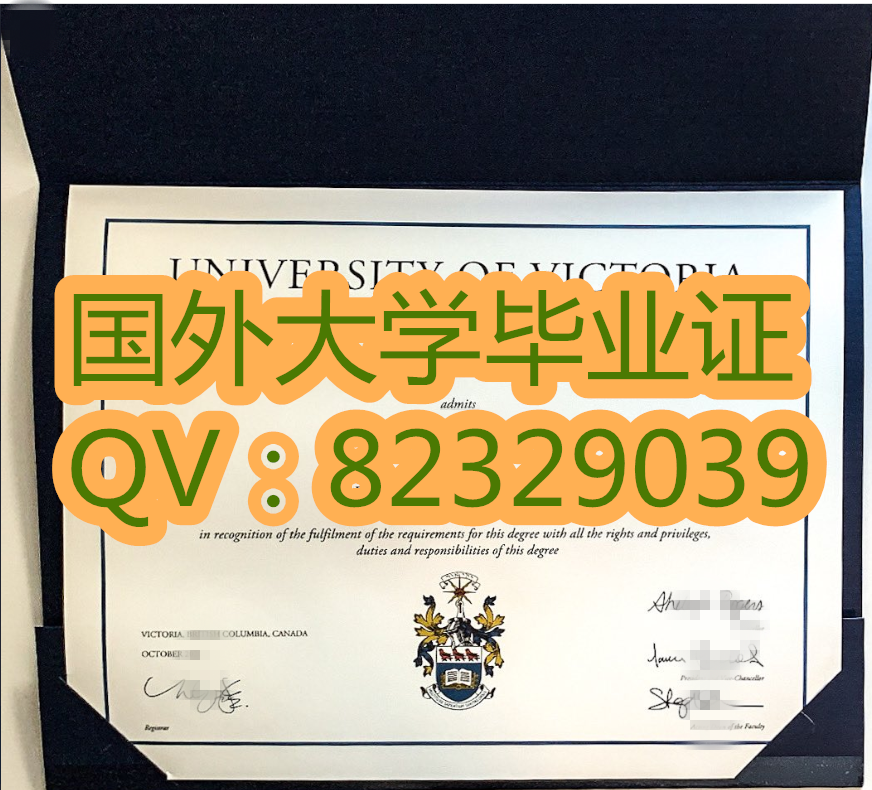 UNIVERSITY OF VICTORIA
国外大学毕业证
admits
QV：82329039
in recognition of the fulfilment of the requirements for this degree with all the rights and privileges,
duties and responsibilities of this degree
VICTORIA, COLUMBIA, CANADA
OCTOBER
Chancellor
of the Faculty
Registrar